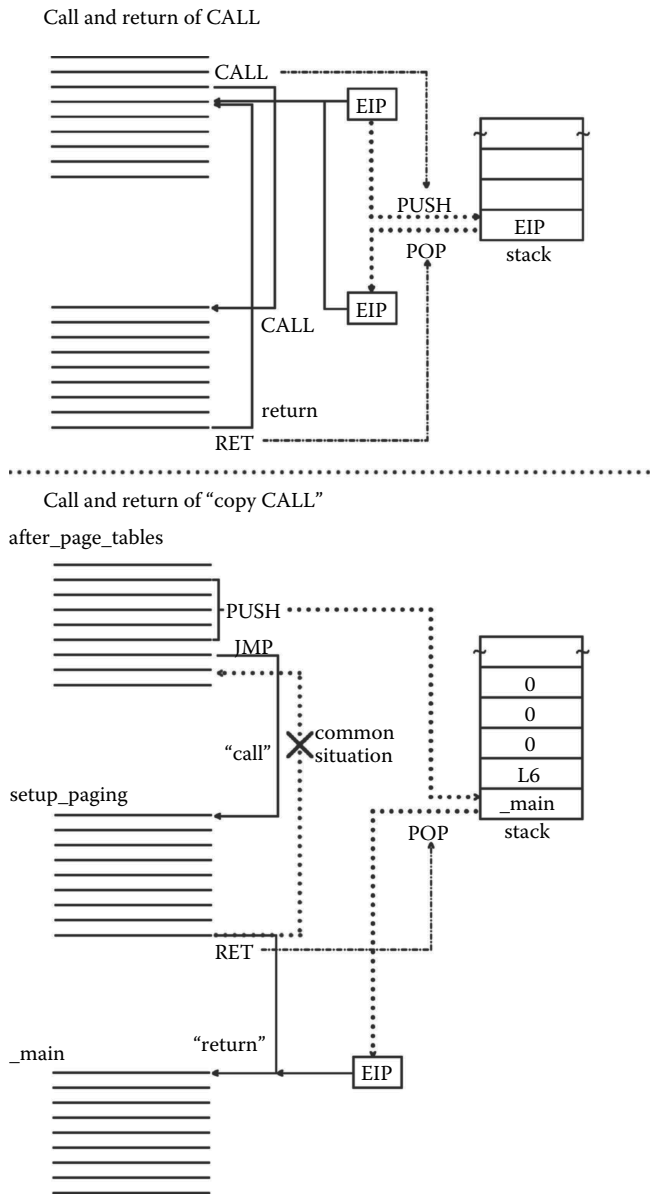 Call and return of CALL
CALL
EIP
PUSH
EIP
POP
stack
EIP
CALL
return
RET
Call and return of “copy CALL”
after_page_tables
PUSH
JMP
0
0
“call”
common
situation
0
L6
setup_paging
_main
POP
stack
RET
“return”
_main
EIP